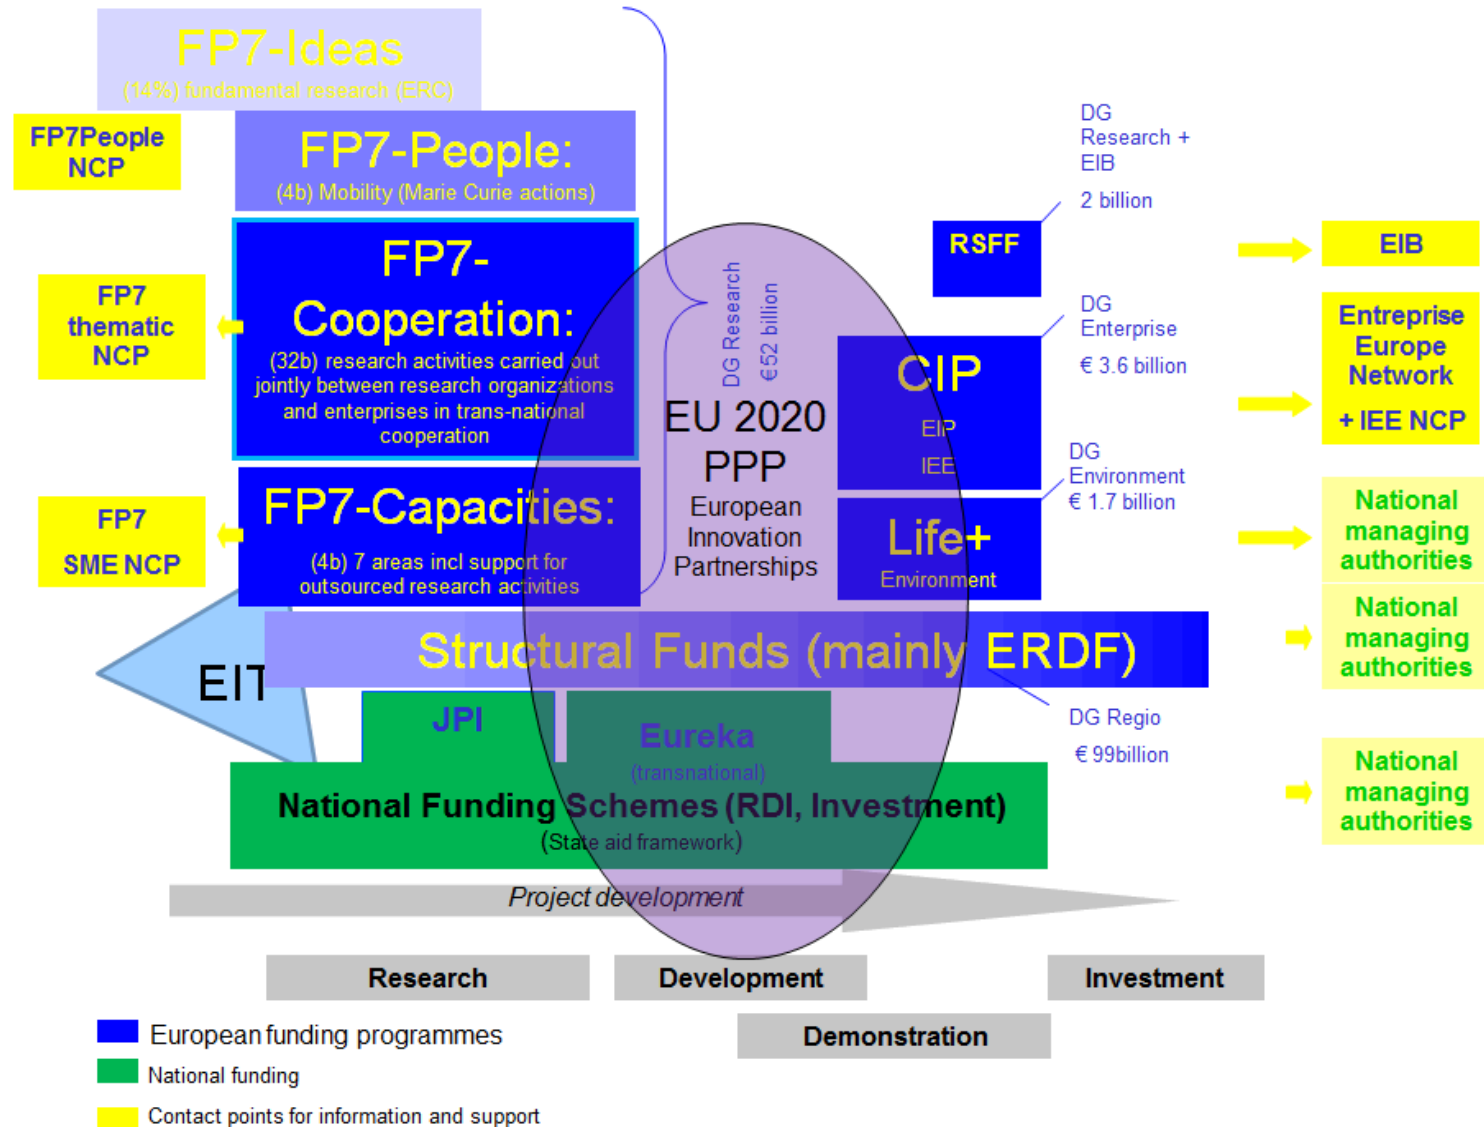 FP7-Ideas
(14%) fundamental research (ERC)
FP7People
NCP
FP7-People:
(4b) Mobility (Marie Curie actions)
FP7-
Cooperation:
(32b) research activities carried out
jointly between research organizations
and enterprises in trans-national
cooperation
FP7
thematic
NCP
FP7-Capacities:
(4b) 7 areas incl support for
outsourced research activities
FP7
SME NCP
DG Research
€ 52 billion
EU 2020
PPP
European
Innovation
Partnerships
DG
Research +
EIB
2 billion
RSFF
EIB
DG
Enterprise
€ 3.6 billion
CIP
EIP
IEE
Entreprise
Europe
Network
+ IEE NCP
DG
Environment
€ 1.7 billion
Life+
Environment
National
managing
authorities
EIT
Structural Funds (mainly ERDF)
National
managing
authorities
DG Regio
€ 99billion
JPI
Eureka
(transnational)
National Funding Schemes (RDI, Investment)
(State aid framework)
National
managing
authorities
Project development
Research
Development
Investment
Demonstration
European funding programmes
National funding
Contact points for information and support